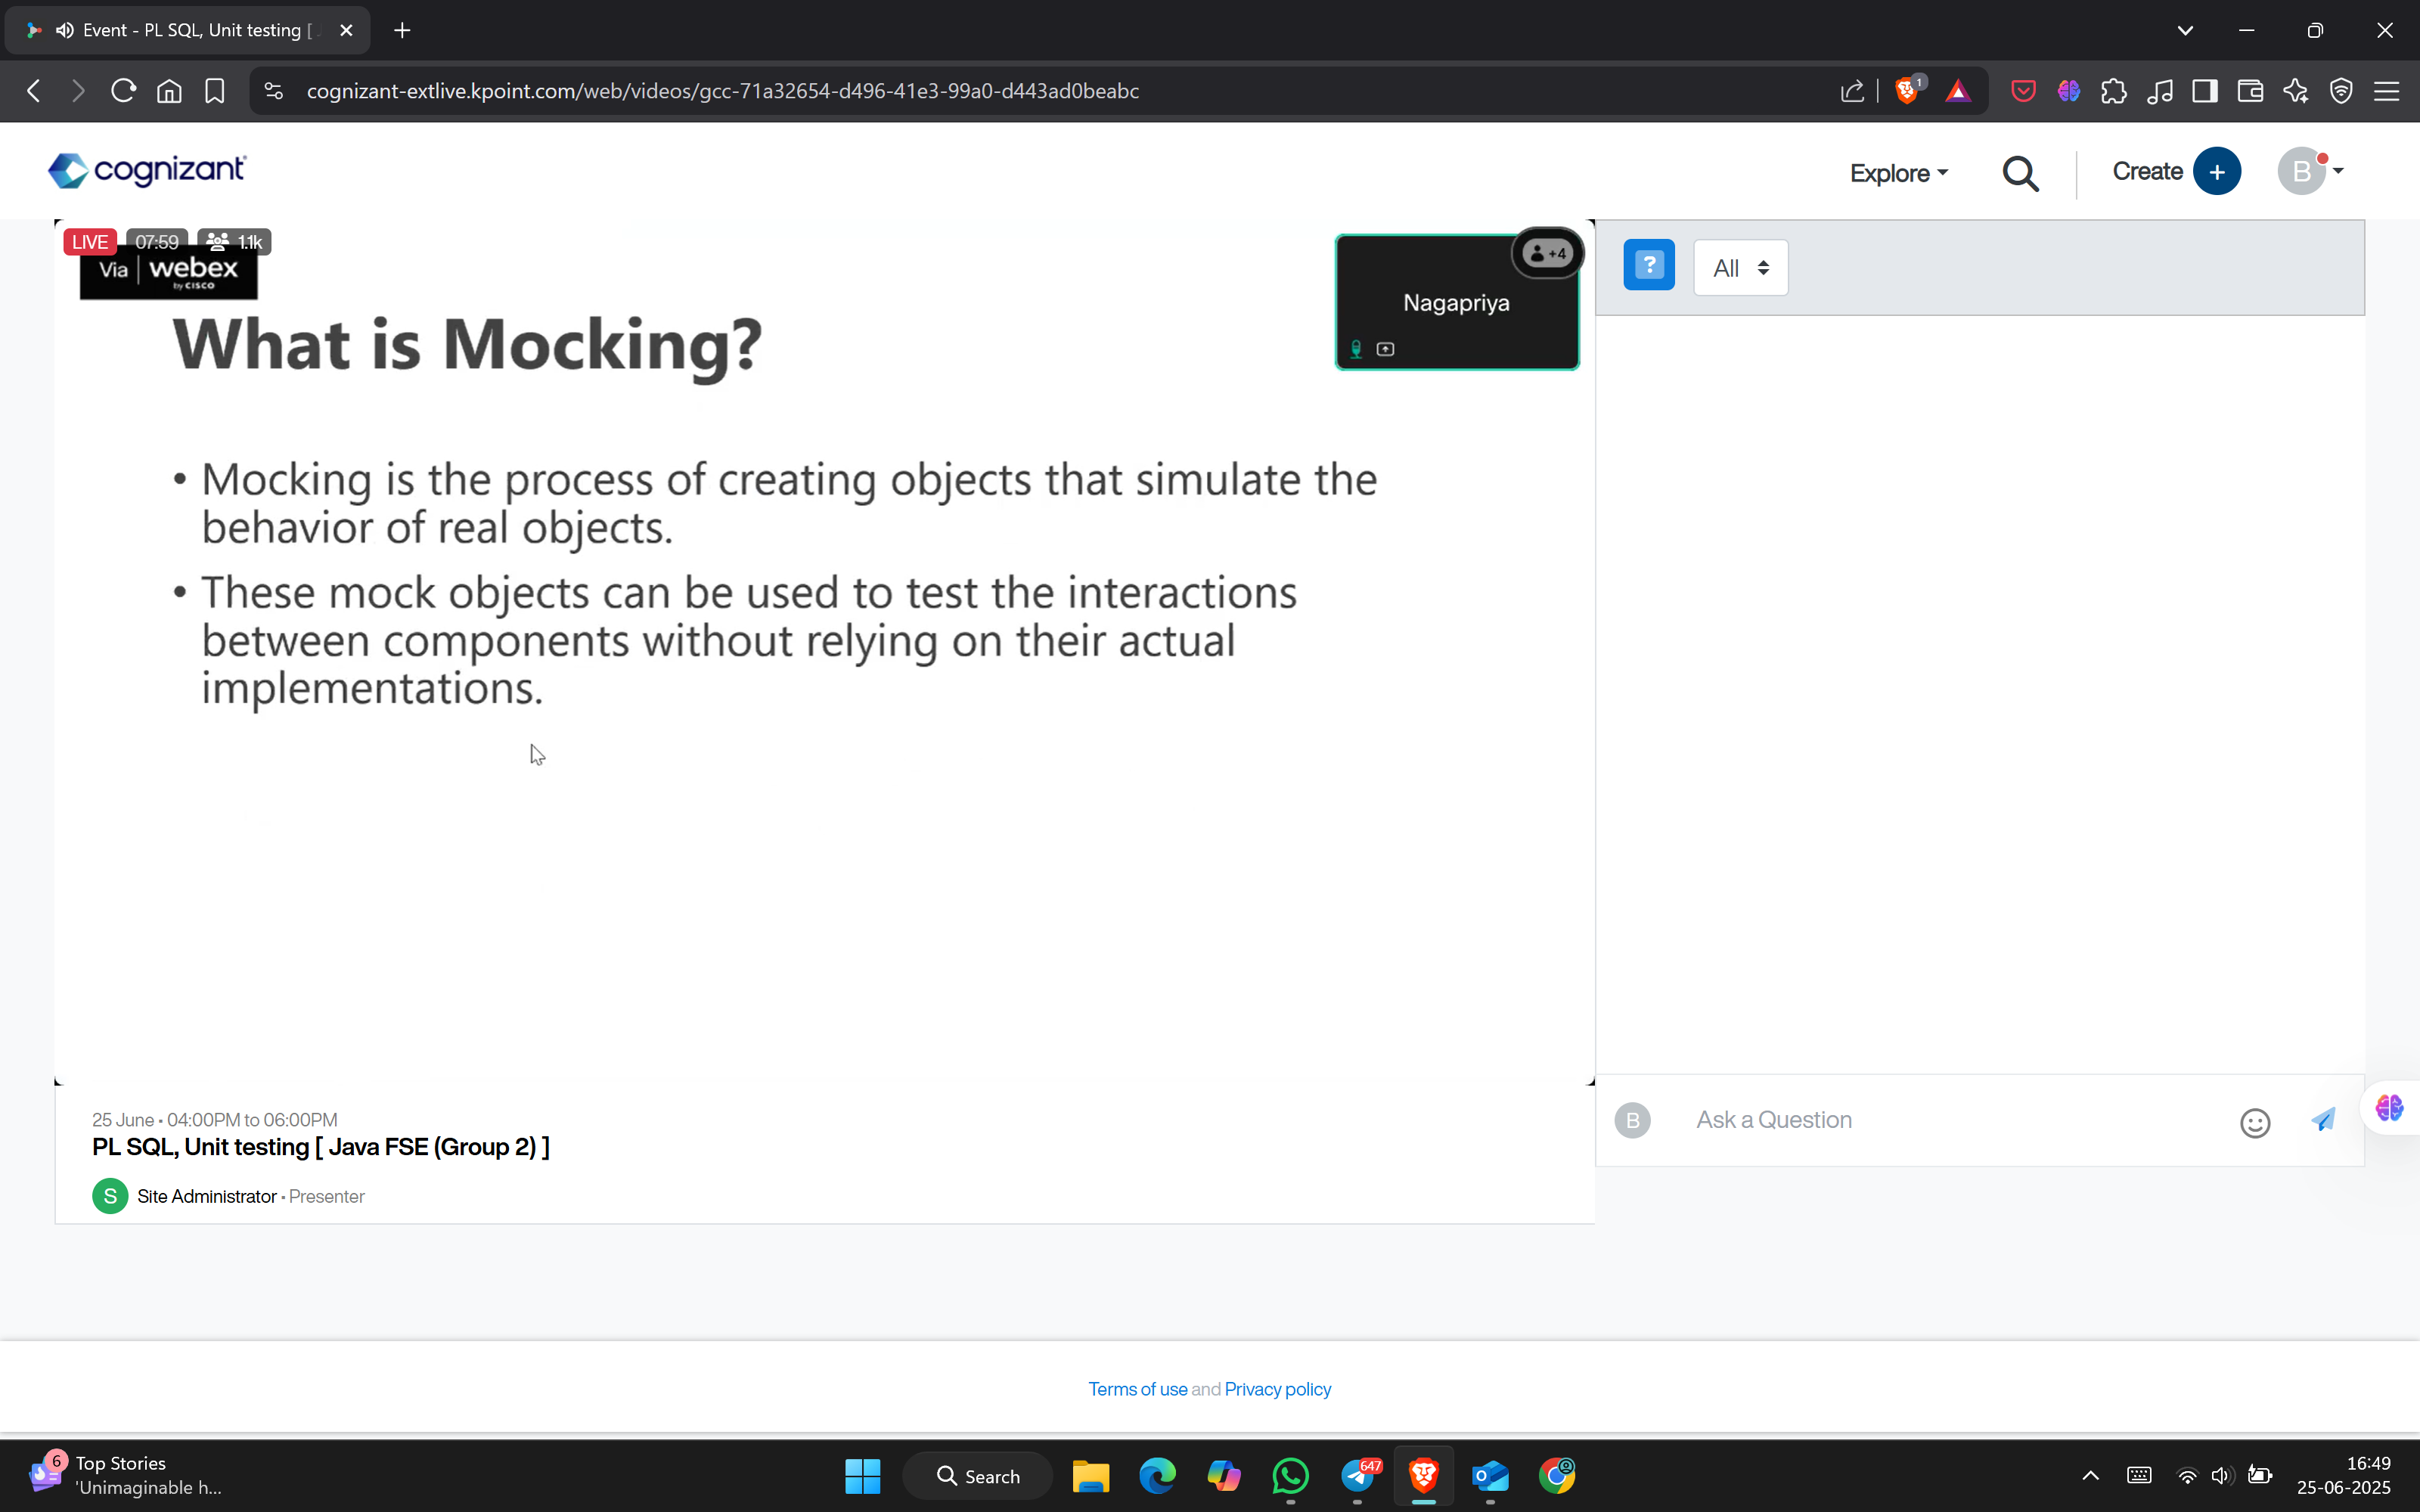 Event - PL SQL, Unit testing [
cognizant-extlive.kpoint.com/web/videos/gcc-71a32654-d496-41e3-99a0-d443ad0beabc
1
cognizant
Explore
Create
B
LIVE 07:59 1.1k
Via webex
by CISCO
+4
Nagapriya
? All
What is Mocking?
• Mocking is the process of creating objects that simulate the
behavior of real objects.
• These mock objects can be used to test the interactions
between components without relying on their actual
implementations.
25 June • 04:00PM to 06:00PM
PL SQL, Unit testing [ Java FSE (Group 2) ]
S Site Administrator • Presenter
B Ask a Question
Terms of use and Privacy policy
6
Top Stories
'Unimaginable h...
Search
647
16:49
25-06-2025